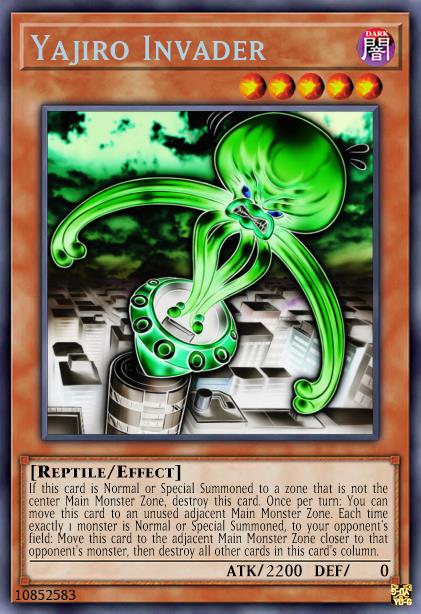 YAJIRO INVADER
DARK
闇
[REPTILE/EFFECT]
If this card is Normal or Special Summoned to a zone that is not the
center Main Monster Zone, destroy this card. Once per turn: You can
move this card to an unused adjacent Main Monster Zone. Each time
exactly 1 monster is Normal or Special Summoned, to your opponent's
field: Move this card to the adjacent Main Monster Zone closer to that
opponent's monster, then destroy all other cards in this card's column.
ATK/2200 DEF/ 0
10852583